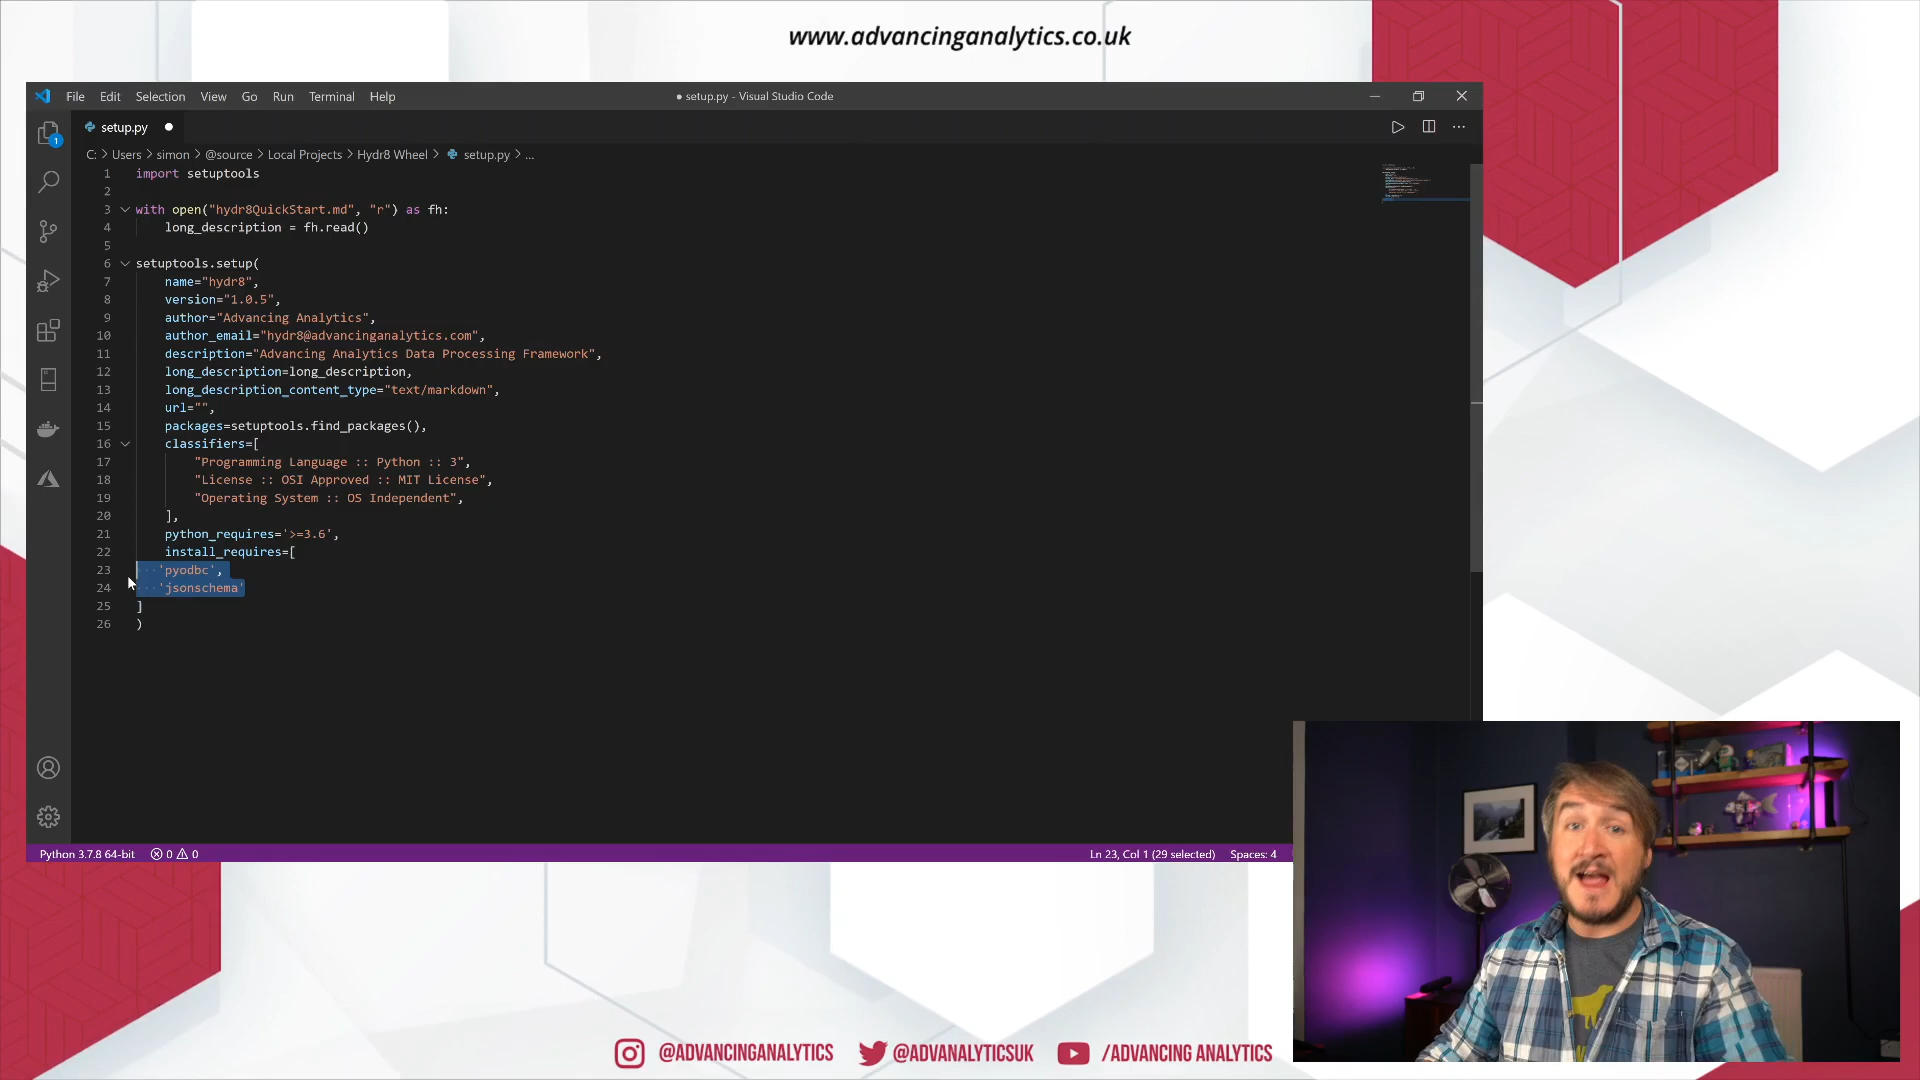 www.advancinganalytics.co.uk
File Edit Selection View Go Run Terminal Help
● setup.py - Visual Studio Code
setup.py
C: > Users > simon > @source > Local Projects > Hydr8 Wheel > setup.py > ...
1
1 import setuptools
2
3 with open("hydr8QuickStart.md", "r") as fh:
4 long_description = fh.read()
5
6 setuptools.setup(
7 name="hydr8",
8 version="1.0.5",
9 author="Advancing Analytics",
10 author_email="hydr8@advancinganalytics.com",
11 description="Advancing Analytics Data Processing Framework",
12 long_description=long_description,
13 long_description_content_type="text/markdown",
14 url="",
15 packages=setuptools.find_packages(),
16 classifiers=[
17 "Programming Language :: Python :: 3",
18 "License :: OSI Approved :: MIT License",
19 "Operating System :: OS Independent",
20 ],
21 python_requires='>=3.6',
22 install_requires=[
23 'pyodbc',
24 'jsonschema'
25 ]
26 )
Python 3.7.8 64-bit 0 0
Ln 23, Col 1 (29 selected) Spaces: 4
@ADVANCINGANALYTICS @ADVANALYTICSUK /ADVANCING ANALYTICS